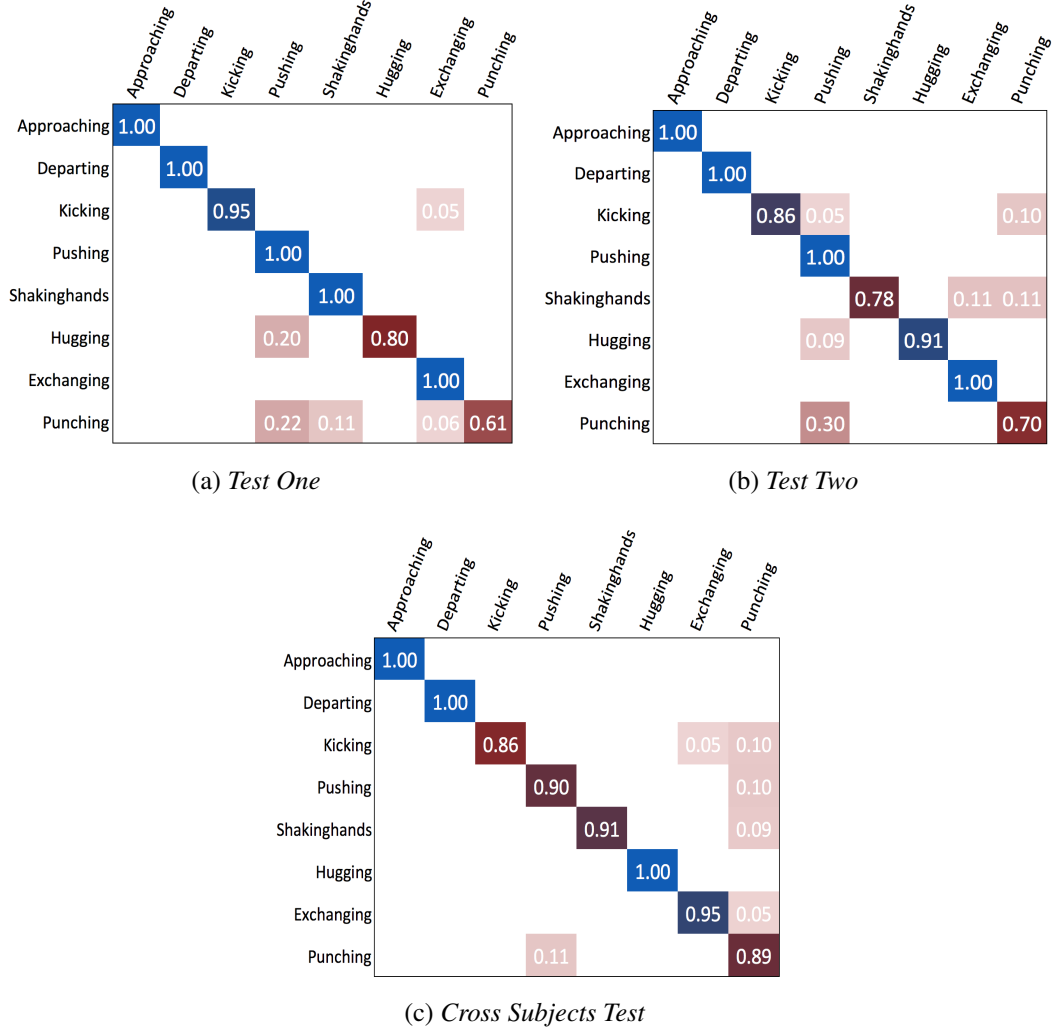 Approaching Departing Kicking Pushing Shakinghands Hugging Exchanging Punching
Approaching 1.00
Departing 1.00
Kicking 0.95 0.05
Pushing 1.00
Shakinghands 1.00
Hugging 0.20 0.80
Exchanging 1.00
Punching 0.22 0.11 0.06 0.61
(a) Test One
Approaching Departing Kicking Pushing Shakinghands Hugging Exchanging Punching
Approaching 1.00
Departing 1.00
Kicking 0.86 0.05 0.10
Pushing 1.00
Shakinghands 0.78 0.11 0.11
Hugging 0.09 0.91
Exchanging 1.00
Punching 0.30 0.70
(b) Test Two
Approaching Departing Kicking Pushing Shakinghands Hugging Exchanging Punching
Approaching 1.00
Departing 1.00
Kicking 0.86 0.05 0.10
Pushing 0.90 0.10
Shakinghands 0.91 0.09
Hugging 1.00
Exchanging 0.95 0.05
Punching 0.11 0.89
(c) Cross Subjects Test